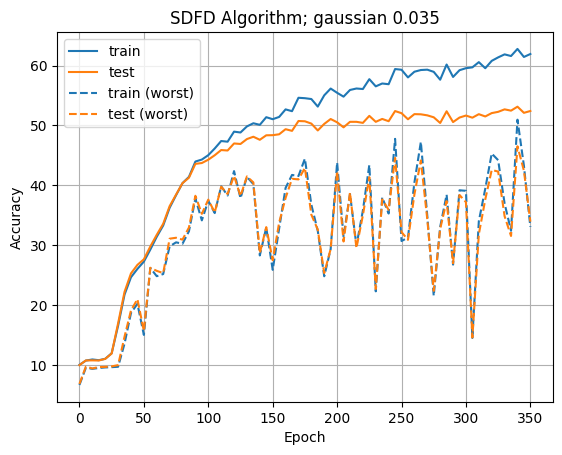 SDFD Algorithm; gaussian 0.035
train
test
train (worst)
test (worst)
Accuracy
60
50
40
30
20
10
0
50
100
150
200
250
300
350
Epoch